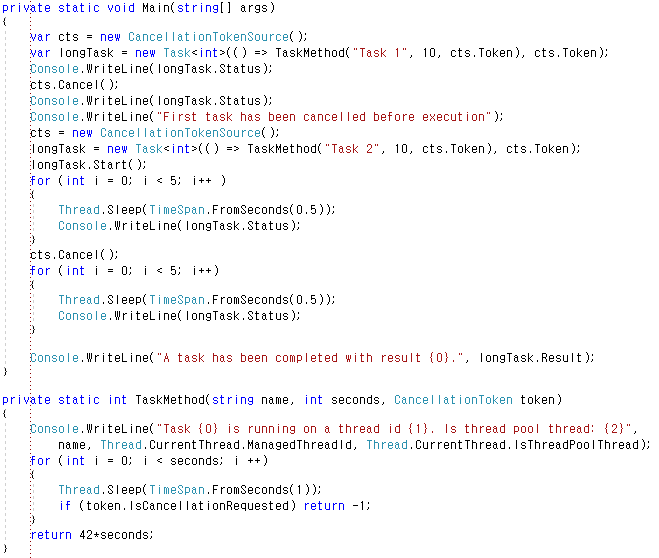 private static void Main(string[] args)
{
    var cts = new CancellationTokenSource();
    var longTask = new Task<int>(() => TaskMethod("Task 1", 10, cts.Token), cts.Token);
    Console.WriteLine(longTask.Status);
    cts.Cancel();
    Console.WriteLine(longTask.Status);
    Console.WriteLine("First task has been cancelled before execution");
    cts = new CancellationTokenSource();
    longTask = new Task<int>(() => TaskMethod("Task 2", 10, cts.Token), cts.Token);
    longTask.Start();
    for (int i = 0; i < 5; i++ )
    {
        Thread.Sleep(TimeSpan.FromSeconds(0.5));
        Console.WriteLine(longTask.Status);
    }
    cts.Cancel();
    for (int i = 0; i < 5; i++)
    {
        Thread.Sleep(TimeSpan.FromSeconds(0.5));
        Console.WriteLine(longTask.Status);
    }

    Console.WriteLine("A task has been completed with result {0}.", longTask.Result);
}

private static int TaskMethod(string name, int seconds, CancellationToken token)
{
    Console.WriteLine("Task {0} is running on a thread id {1}. Is thread pool thread: {2}",
        name, Thread.CurrentThread.ManagedThreadId, Thread.CurrentThread.IsThreadPoolThread);
    for (int i = 0; i < seconds; i ++)
    {
        Thread.Sleep(TimeSpan.FromSeconds(1));
        if (token.IsCancellationRequested) return -1;
    }
    return 42*seconds;
}